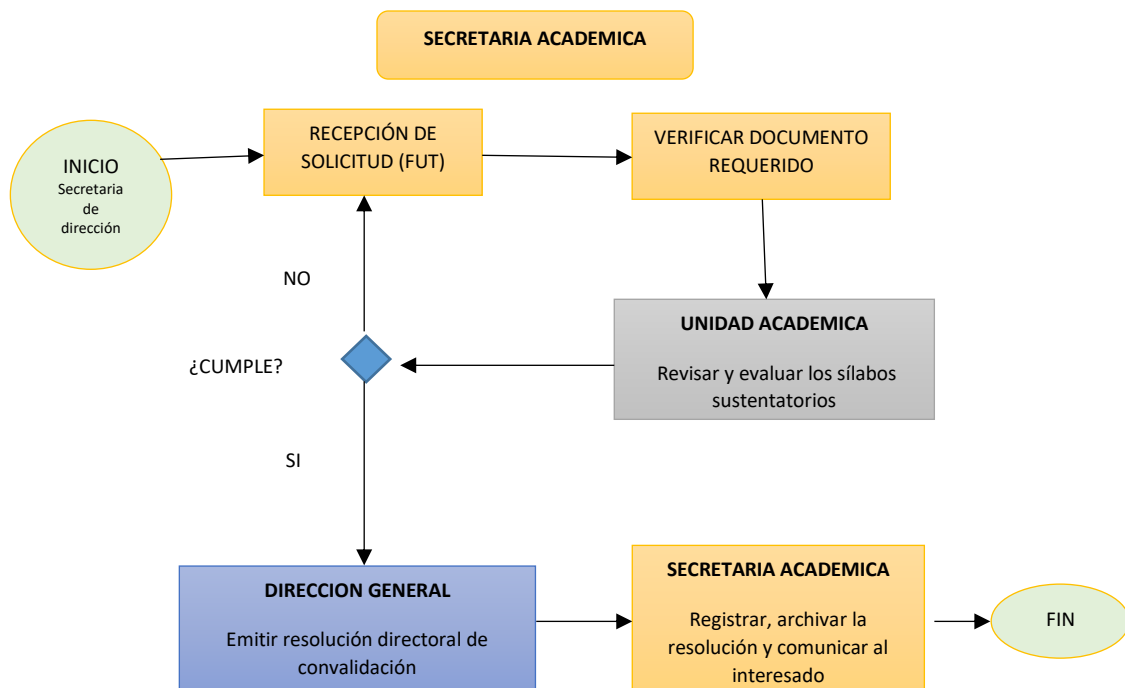 SECRETARIA ACADEMICA
INICIO
Secretaria
de
dirección
RECEPCIÓN DE
SOLICITUD (FUT)
VERIFICAR DOCUMENTO
REQUERIDO
NO
¿CUMPLE?
UNIDAD ACADEMICA
Revisar y evaluar los sílabos
sustentatorios
SI
DIRECCION GENERAL
Emitir resolución directoral de
convalidación
SECRETARIA ACADEMICA
Registrar, archivar la
resolución y comunicar al
interesado
FIN